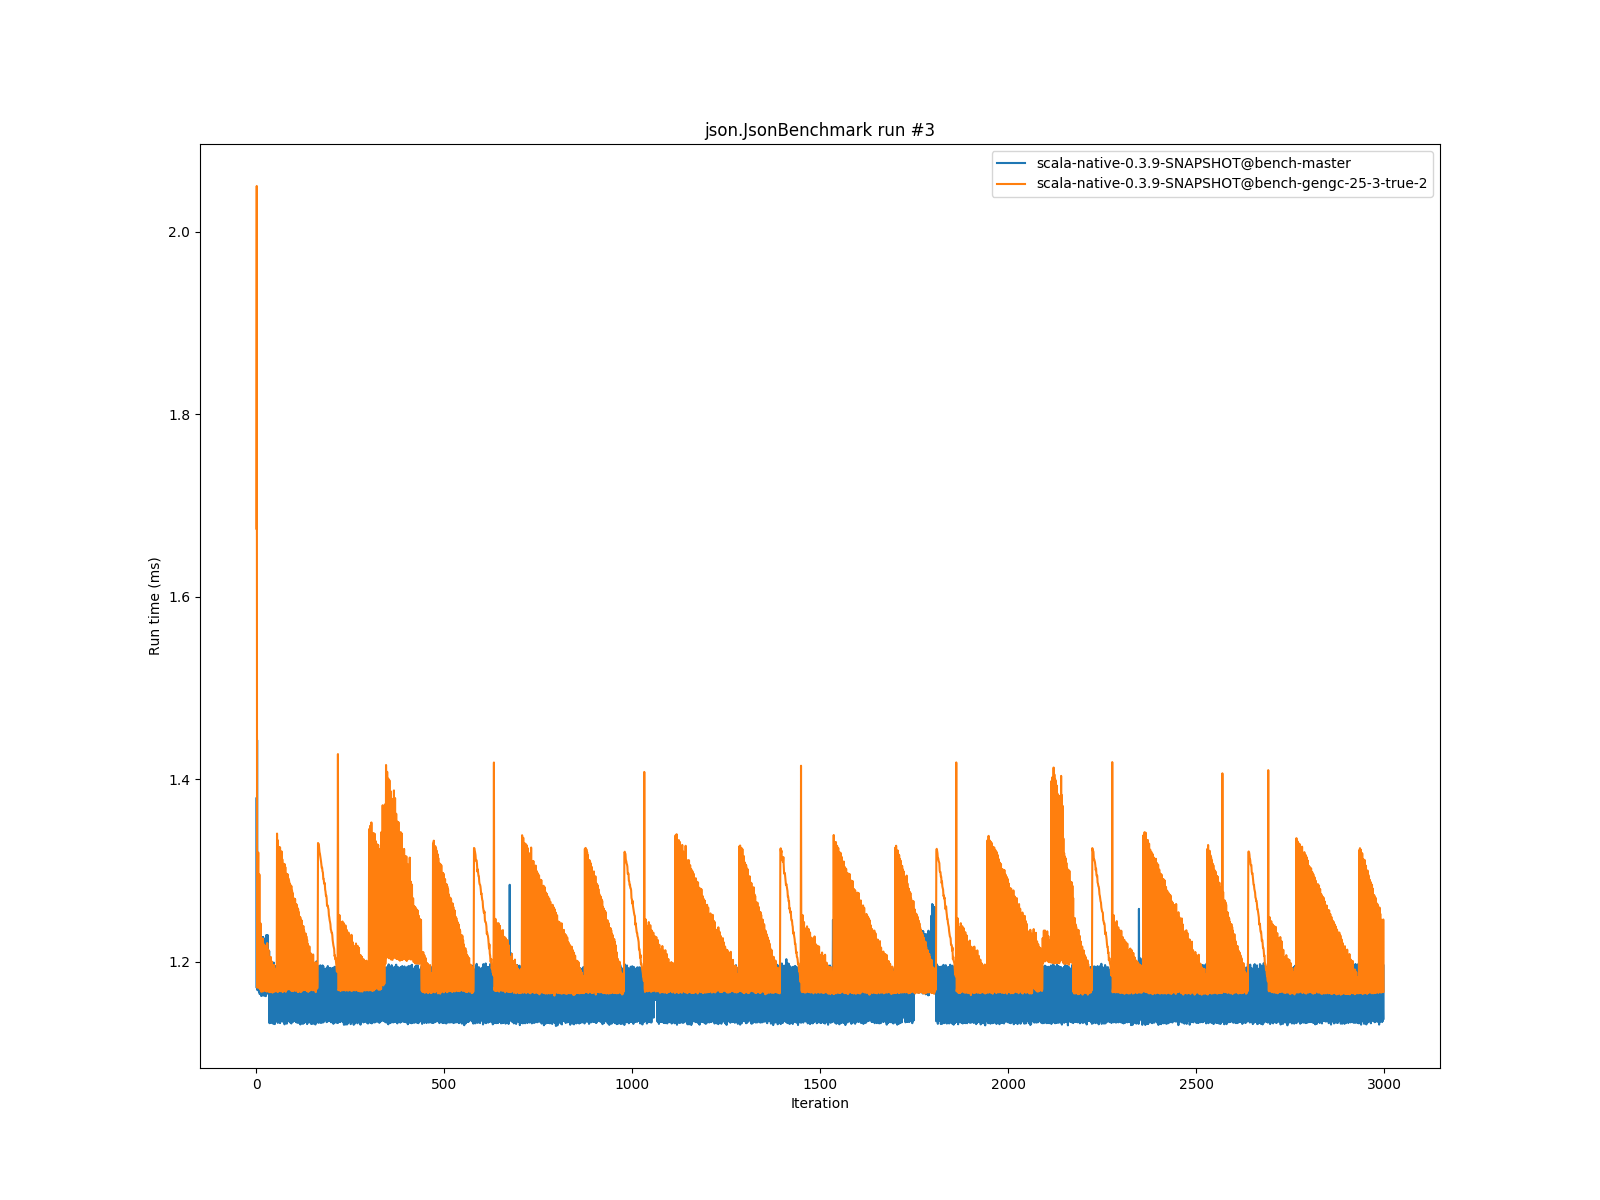 json.JsonBenchmark run #3
scala-native-0.3.9-SNAPSHOT@bench-master
scala-native-0.3.9-SNAPSHOT@bench-gengc-25-3-true-2
2.0
1.8
1.6
1.4
1.2
Run time (ms)
0 500 1000 1500 2000 2500 3000
Iteration